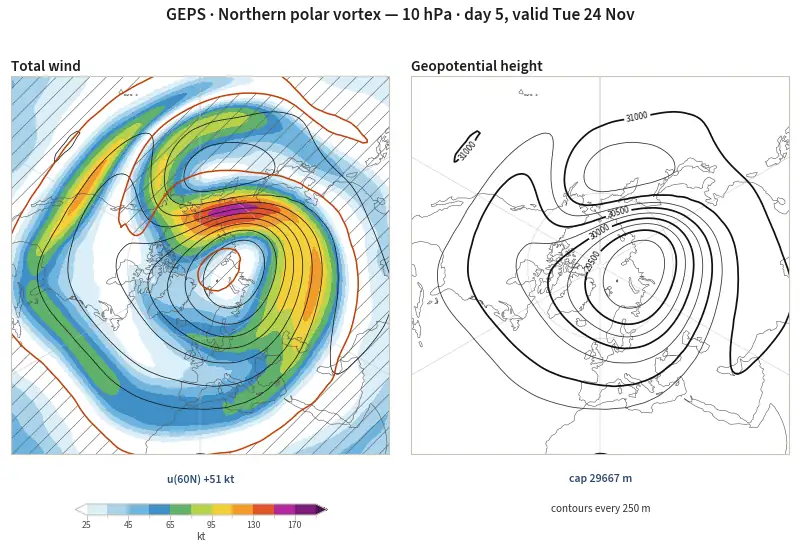 GEPS · Northern polar vortex — 10 hPa · day 5, valid Tue 24 Nov
Total wind
Geopotential height
31000
31000
30500
30000
29500
u(60N) +51 kt
cap 29667 m
contours every 250 m
25 45 65 95 130 170
kt